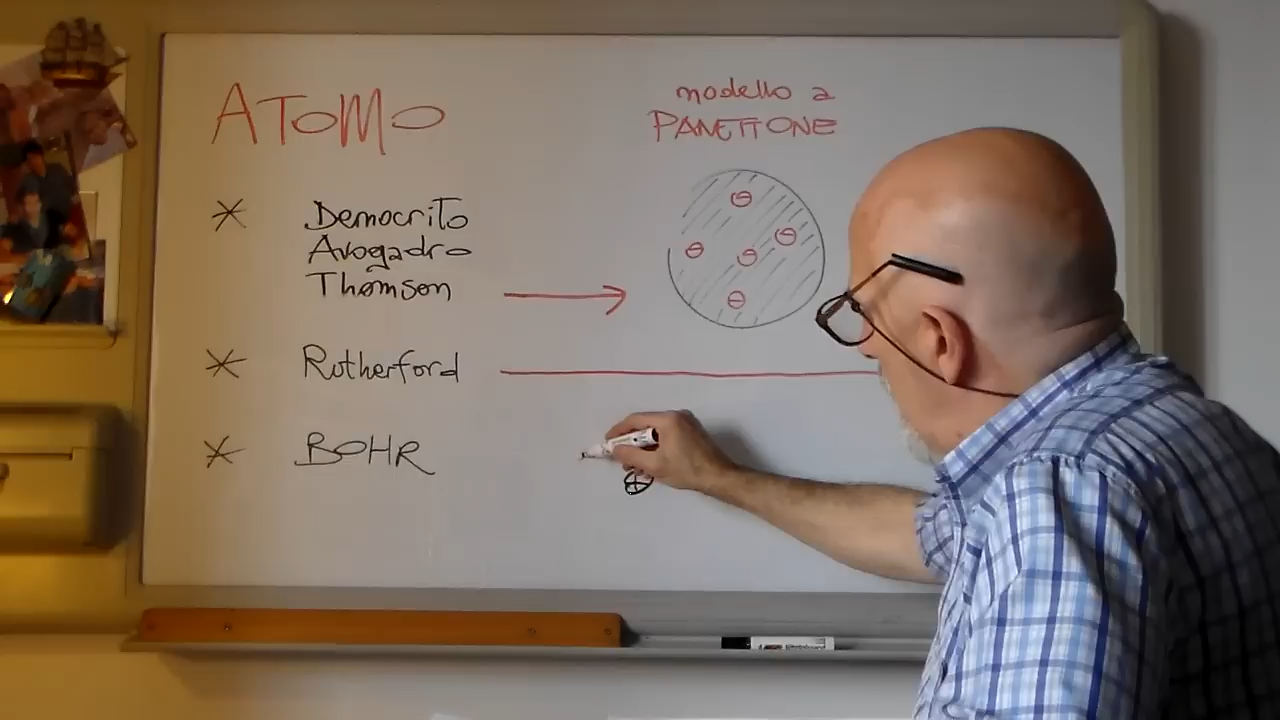 ATOMO
modello a
PANETTONE
* Democrito
Avogadro
Thomson
* Rutherford
* BOHR